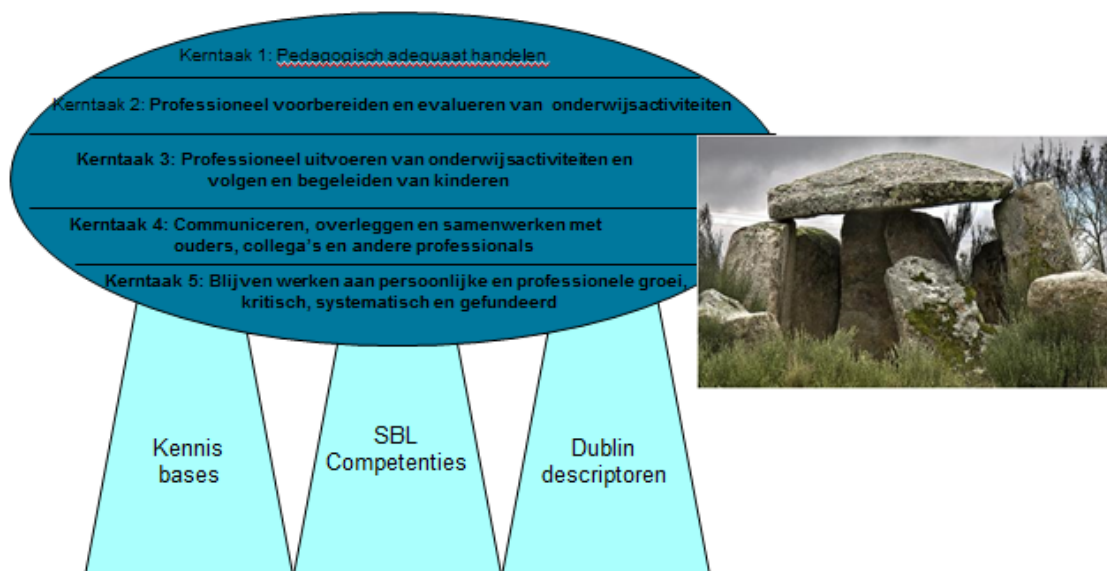 Kerntaak 1: Pedagogisch adequaat handelen
Kerntaak 2: Professioneel voorbereiden en evalueren van onderwijsactiviteiten
Kerntaak 3: Professioneel uitvoeren van onderwijsactiviteiten en
volgen en begeleiden van kinderen
Kerntaak 4: Communiceren, overleggen en samenwerken met
ouders, collega's en andere professionals
Kerntaak 5: Blijven werken aan persoonlijke en professionele groei,
kritisch, systematisch en gefundeerd
Kennis
bases
SBL
Competenties
Dublin
descriptoren